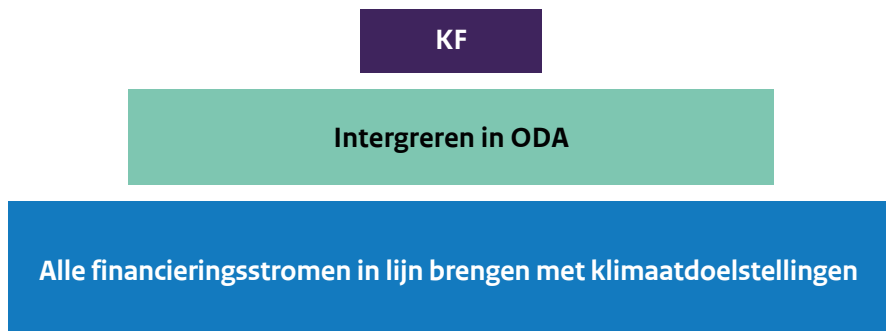 KF
Intergreren in ODA
Alle financieringsstromen in lijn brengen met klimaatdoelstellingen